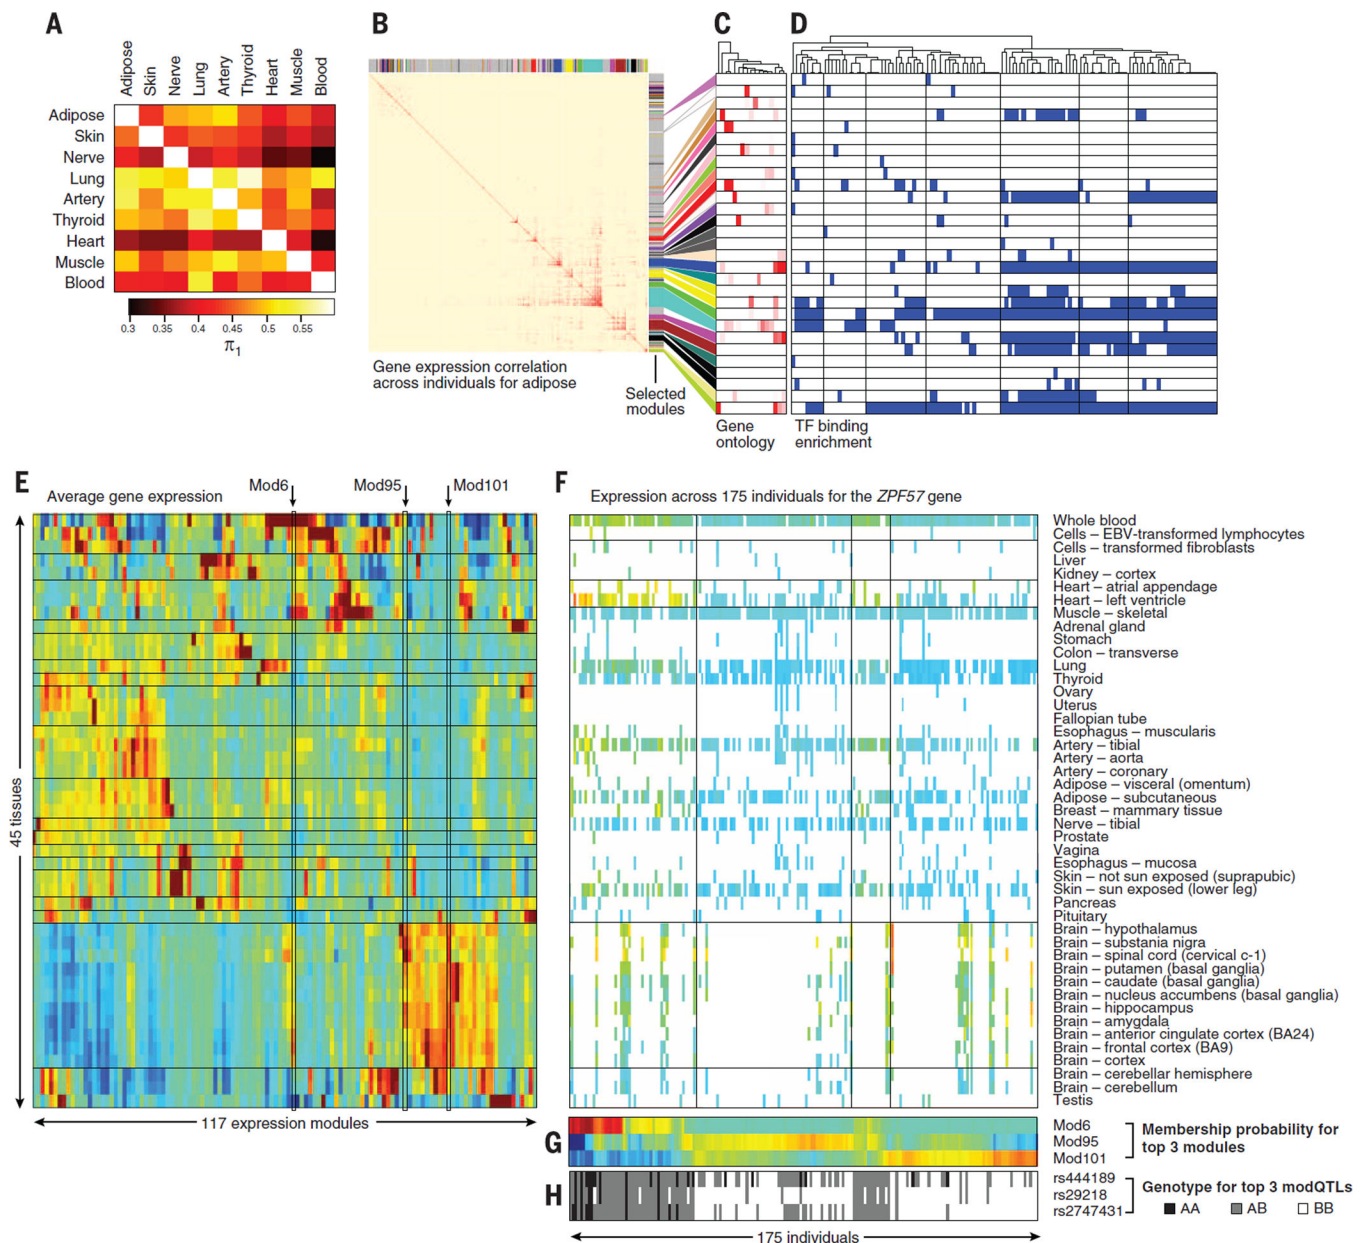 A
B
C
D
Adipose
Skin
Nerve
Lung
Artery
Thyroid
Heart
Muscle
Blood
Adipose
Skin
Nerve
Lung
Artery
Thyroid
Heart
Muscle
Blood
0.3 0.35 0.4 0.45 0.5 0.55
π1
Gene expression correlation
across individuals for adipose
Selected
modules
Gene
ontology
TF binding
enrichment
E
Average gene expression
Mod6
Mod95
Mod101
45 tissues
117 expression modules
F
Expression across 175 individuals for the ZPF57 gene
Whole blood
Cells – EBV-transformed lymphocytes
Cells – transformed fibroblasts
Liver
Kidney – cortex
Heart – atrial appendage
Heart – left ventricle
Muscle – skeletal
Adrenal gland
Stomach
Colon – transverse
Lung
Thyroid
Ovary
Uterus
Fallopian tube
Esophagus – muscularis
Artery – tibial
Artery – aorta
Artery – coronary
Adipose – visceral (omentum)
Adipose – subcutaneous
Breast – mammary tissue
Nerve – tibial
Prostate
Vagina
Esophagus – mucosa
Skin – not sun exposed (suprapubic)
Skin – sun exposed (lower leg)
Pancreas
Pituitary
Brain – hypothalamus
Brain – substania nigra
Brain – spinal cord (cervical c-1)
Brain – putamen (basal ganglia)
Brain – caudate (basal ganglia)
Brain – nucleus accumbens (basal ganglia)
Brain – hippocampus
Brain – amygdala
Brain – anterior cingulate cortex (BA24)
Brain – frontal cortex (BA9)
Brain – cortex
Brain – cerebellar hemisphere
Brain – cerebellum
Testis
G
Mod6
Mod95
Mod101
Membership probability for
top 3 modules
H
rs444189
rs29218
rs2747431
Genotype for top 3 modQTLs
AA AB BB
175 individuals